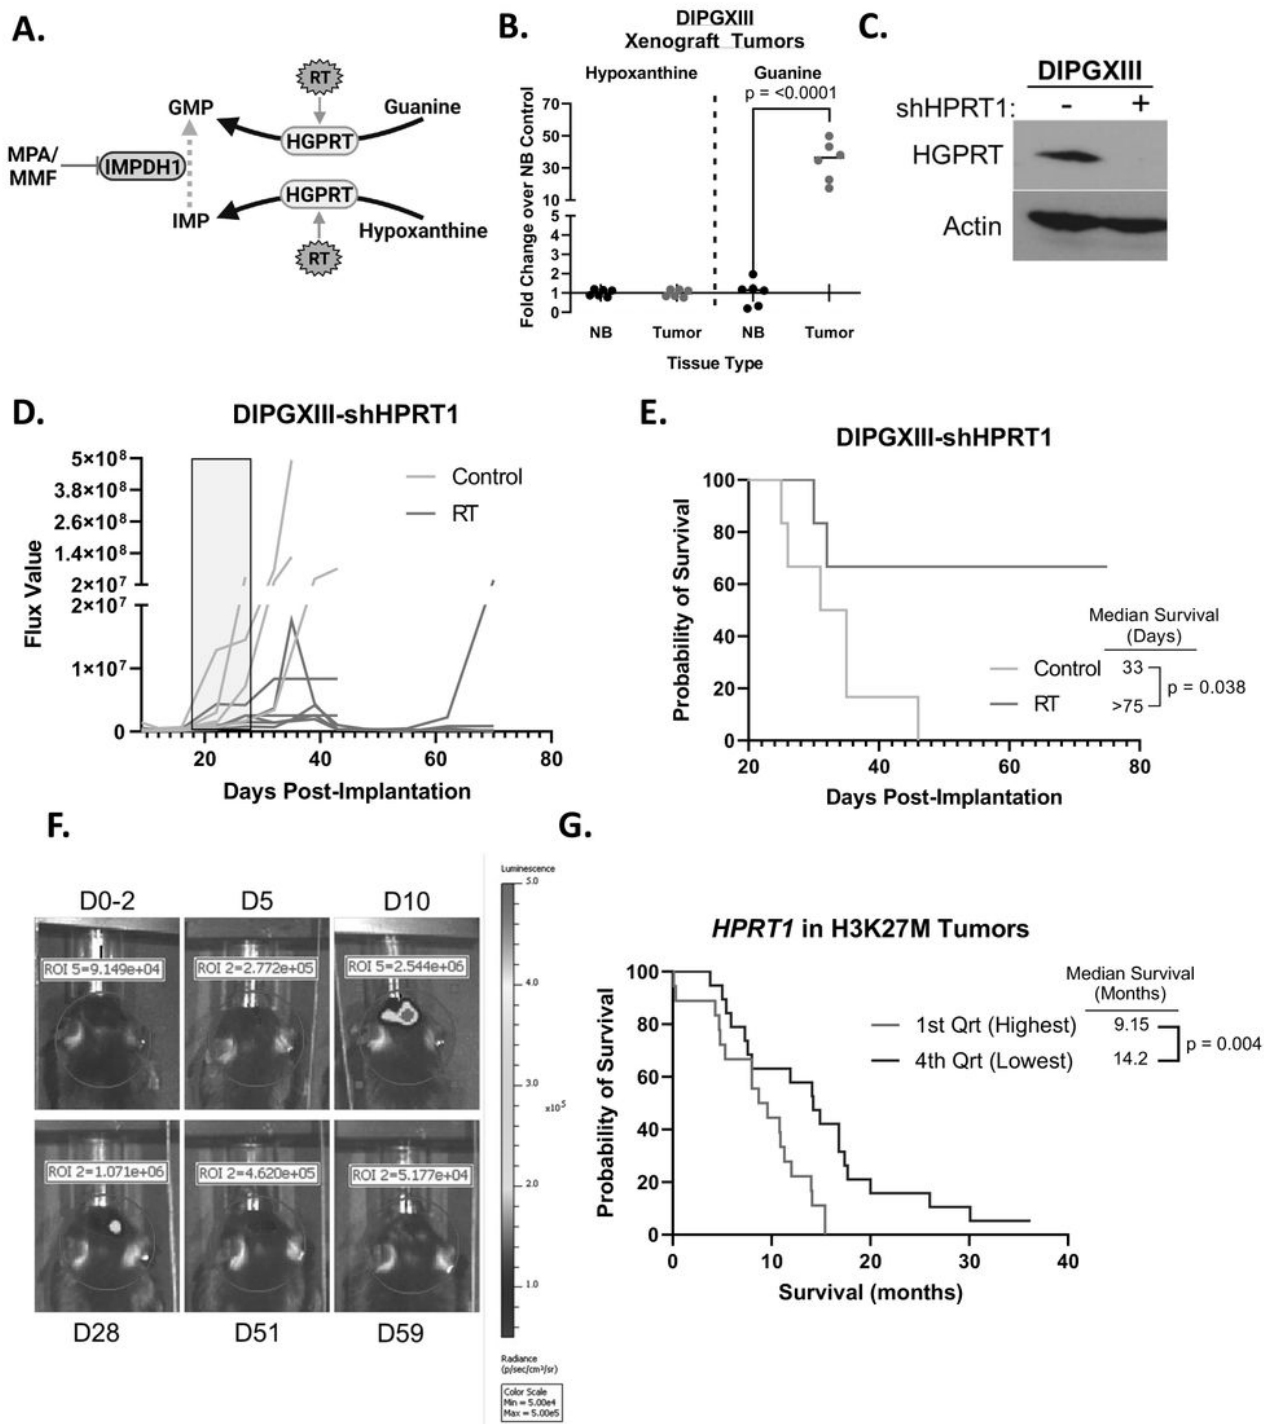 A.
RT
GMP
Guanine
HGPRT
MPA/
MMF
IMPDH1
HGPRT
IMP
Hypoxanthine
RT
B.
DIPGXIII
Xenograft Tumors
Hypoxanthine
Guanine
p = <0.0001
Fold Change over NB Control
70
50
30
10
5
4
3
2
1
0
NB
Tumor
NB
Tumor
Tissue Type
C.
DIPGXIII
shHPRT1:
-
+
HGPRT
Actin
D.
DIPGXIII-shHPRT1
Flux Value
5×10⁸
3.8×10⁸
2.6×10⁸
1.4×10⁸
2×10⁷
2×10⁷
1×10⁷
0
Control
RT
20
40
60
80
Days Post-Implantation
E.
DIPGXIII-shHPRT1
Probability of Survival
100
80
60
40
20
0
Median Survival
(Days)
Control 33
RT >75
p = 0.038
20
40
60
80
Days Post-Implantation
F.
D0-2
D5
D10
ROI 5=9.149e+04
ROI 2=2.772e+05
ROI 5=2.544e+06
ROI 2=1.071e+06
ROI 2=4.620e+05
ROI 2=5.177e+04
D28
D51
D59
Luminescence
5.0
4.0
3.0
x10⁵
2.0
1.0
Radiance
(p/sec/cm²/sr)
Color Scale
Min = 5.00e4
Max = 5.00e5
G.
HPRT1 in H3K27M Tumors
Probability of Survival
100
80
60
40
20
0
Median Survival
(Months)
1st Qrt (Highest) 9.15
4th Qrt (Lowest) 14.2
p = 0.004
0
10
20
30
40
Survival (months)